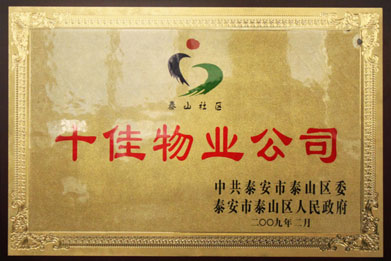 泰山社区
十佳物业公司
中共泰安市泰山区委
泰安市泰山区人民政府
二〇〇九年二月